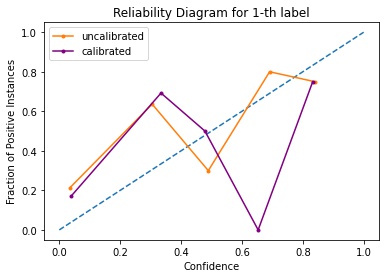 Reliability Diagram for 1-th label
uncalibrated
calibrated
Fraction of Positive Instances
1.0
0.8
0.6
0.4
0.2
0.0
0.0 0.2 0.4 0.6 0.8 1.0
Confidence